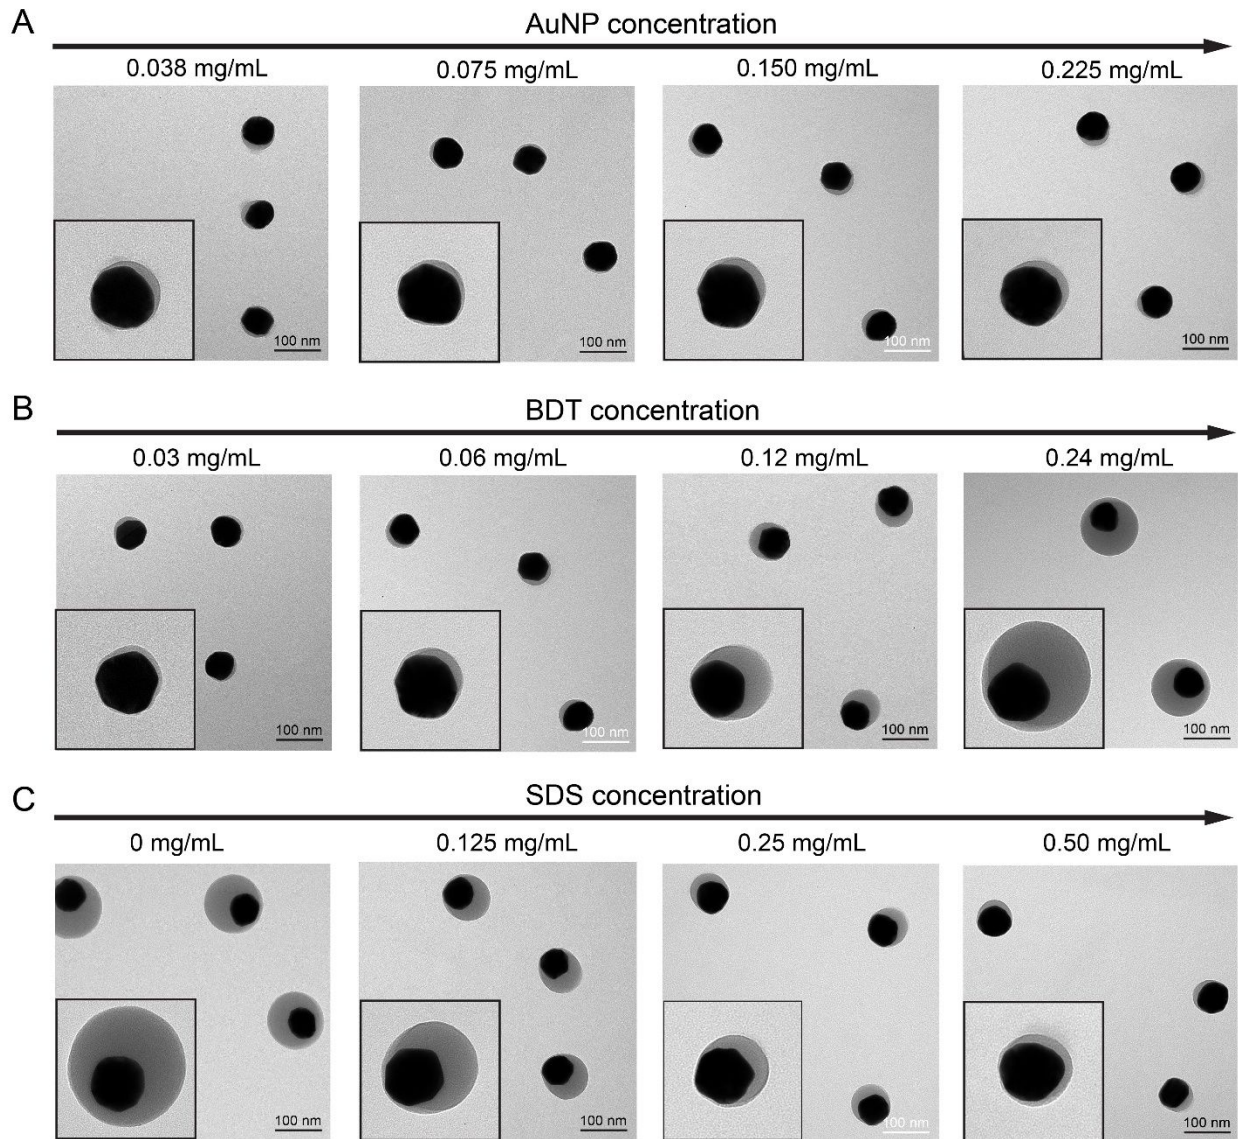 A
AuNP concentration
0.038 mg/mL 0.075 mg/mL 0.150 mg/mL 0.225 mg/mL
100 nm 100 nm 100 nm 100 nm
B
BDT concentration
0.03 mg/mL 0.06 mg/mL 0.12 mg/mL 0.24 mg/mL
100 nm 100 nm 100 nm 100 nm
C
SDS concentration
0 mg/mL 0.125 mg/mL 0.25 mg/mL 0.50 mg/mL
100 nm 100 nm 100 nm 100 nm